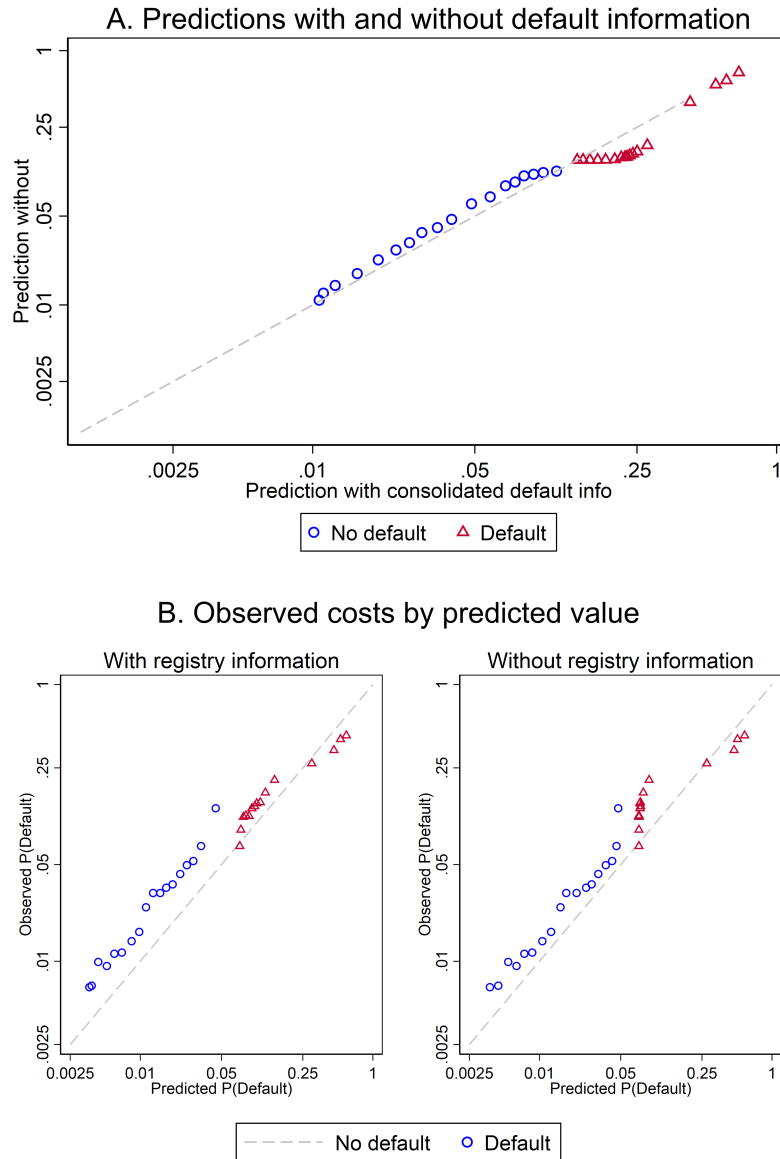 A. Predictions with and without default information
Prediction without
1
.25
.05
.01
.0025
.0025
.01
.05
.25
1
Prediction with consolidated default info
No default
Default
B. Observed costs by predicted value
With registry information
Observed P(Default)
1
.25
.05
.01
.0025
0.0025
0.01
0.05
0.25
1
Predicted P(Default)
Without registry information
Observed P(Default)
1
.25
.05
.01
.0025
0.0025
0.01
0.05
0.25
1
Predicted P(Default)
No default
Default